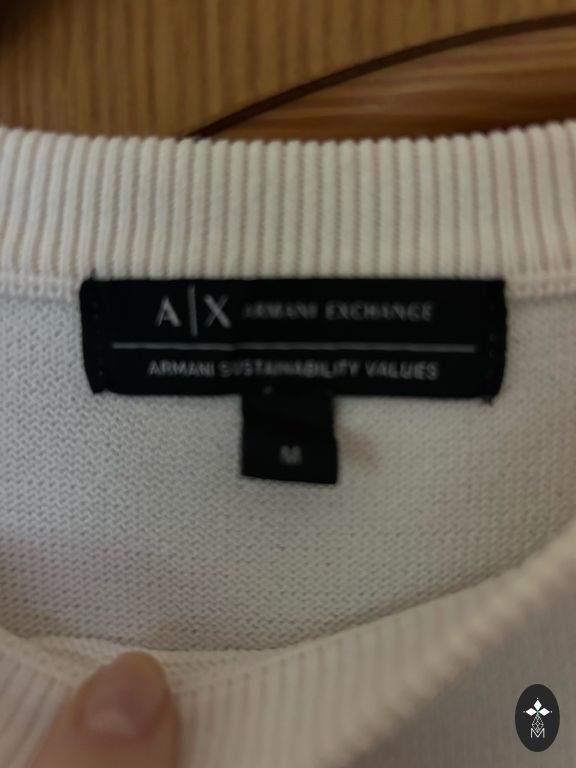 A|X ARMANI EXCHANGE
ARMANI SUSTAINABILITY VALUES
M
M